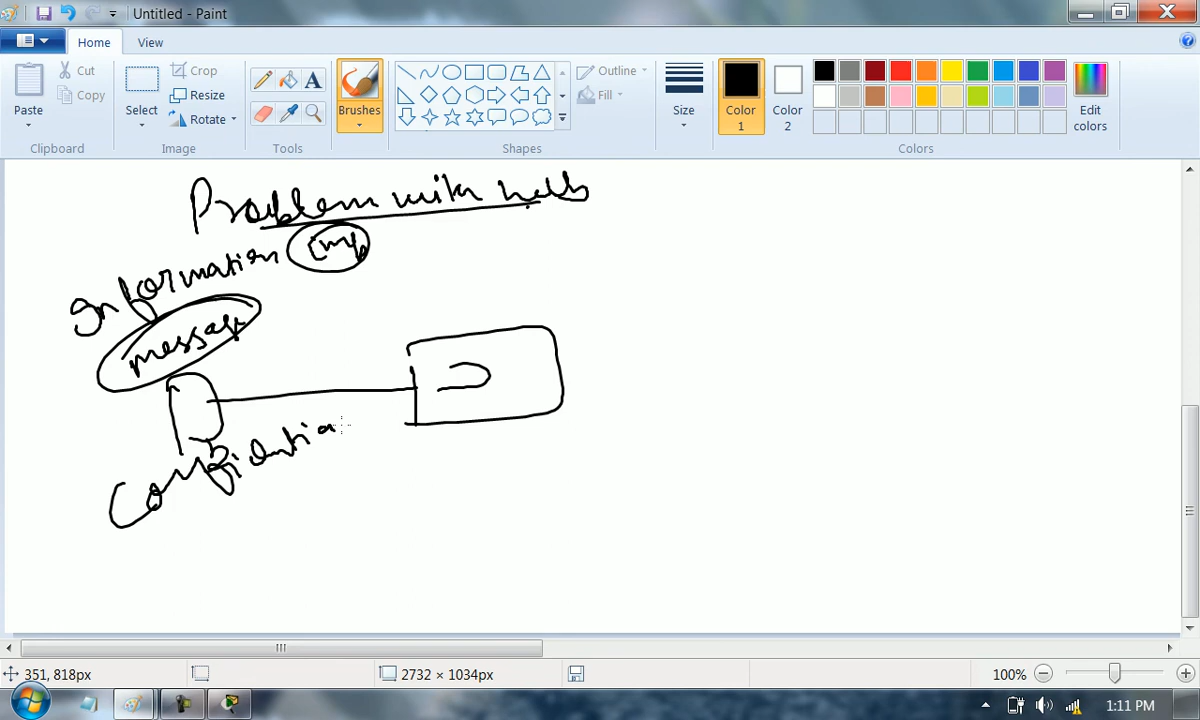 Untitled - Paint
Home View
Paste
Cut
Copy
Clipboard
Select
Crop
Resize
Rotate
Image
Tools
Brushes
Shapes
Outline
Fill
Size
Color 1
Color 2
Edit colors
Colors
Problem with
Information (imp
message
Confidentia
351, 818px
2732 × 1034px
100%
1:11 PM